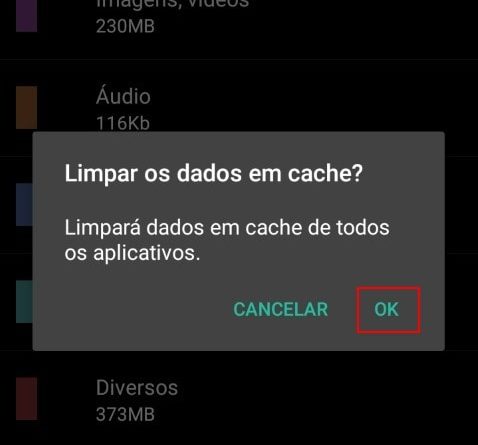 Imagens, vídeos
230MB
Áudio
116Kb
Limpar os dados em cache?
Limpará dados em cache de todos
os aplicativos.
CANCELAR
OK
Diversos
373MB